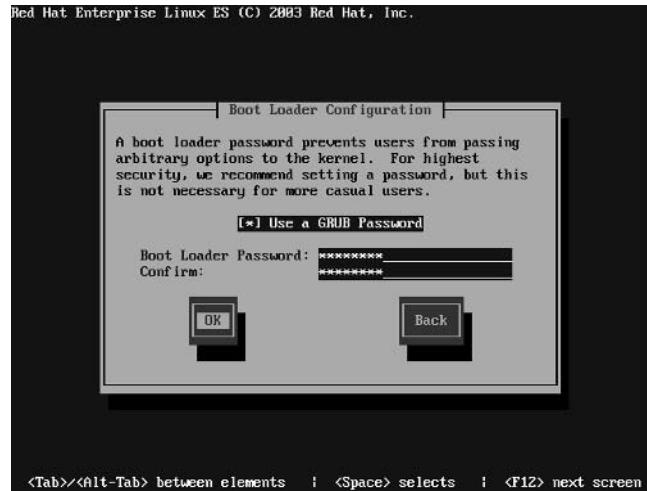 Red Hat Enterprise Linux ES (C) 2003 Red Hat, Inc.
Boot Loader Configuration
A boot loader password prevents users from passing
arbitrary options to the kernel.  For highest
security, we recommend setting a password, but this
is not necessary for more casual users.
[*] Use a GRUB Password
Boot Loader Password: ********
Confirm: ********
OK Back
<Tab>/<Alt-Tab> between elements | <Space> selects | <F12> next screen